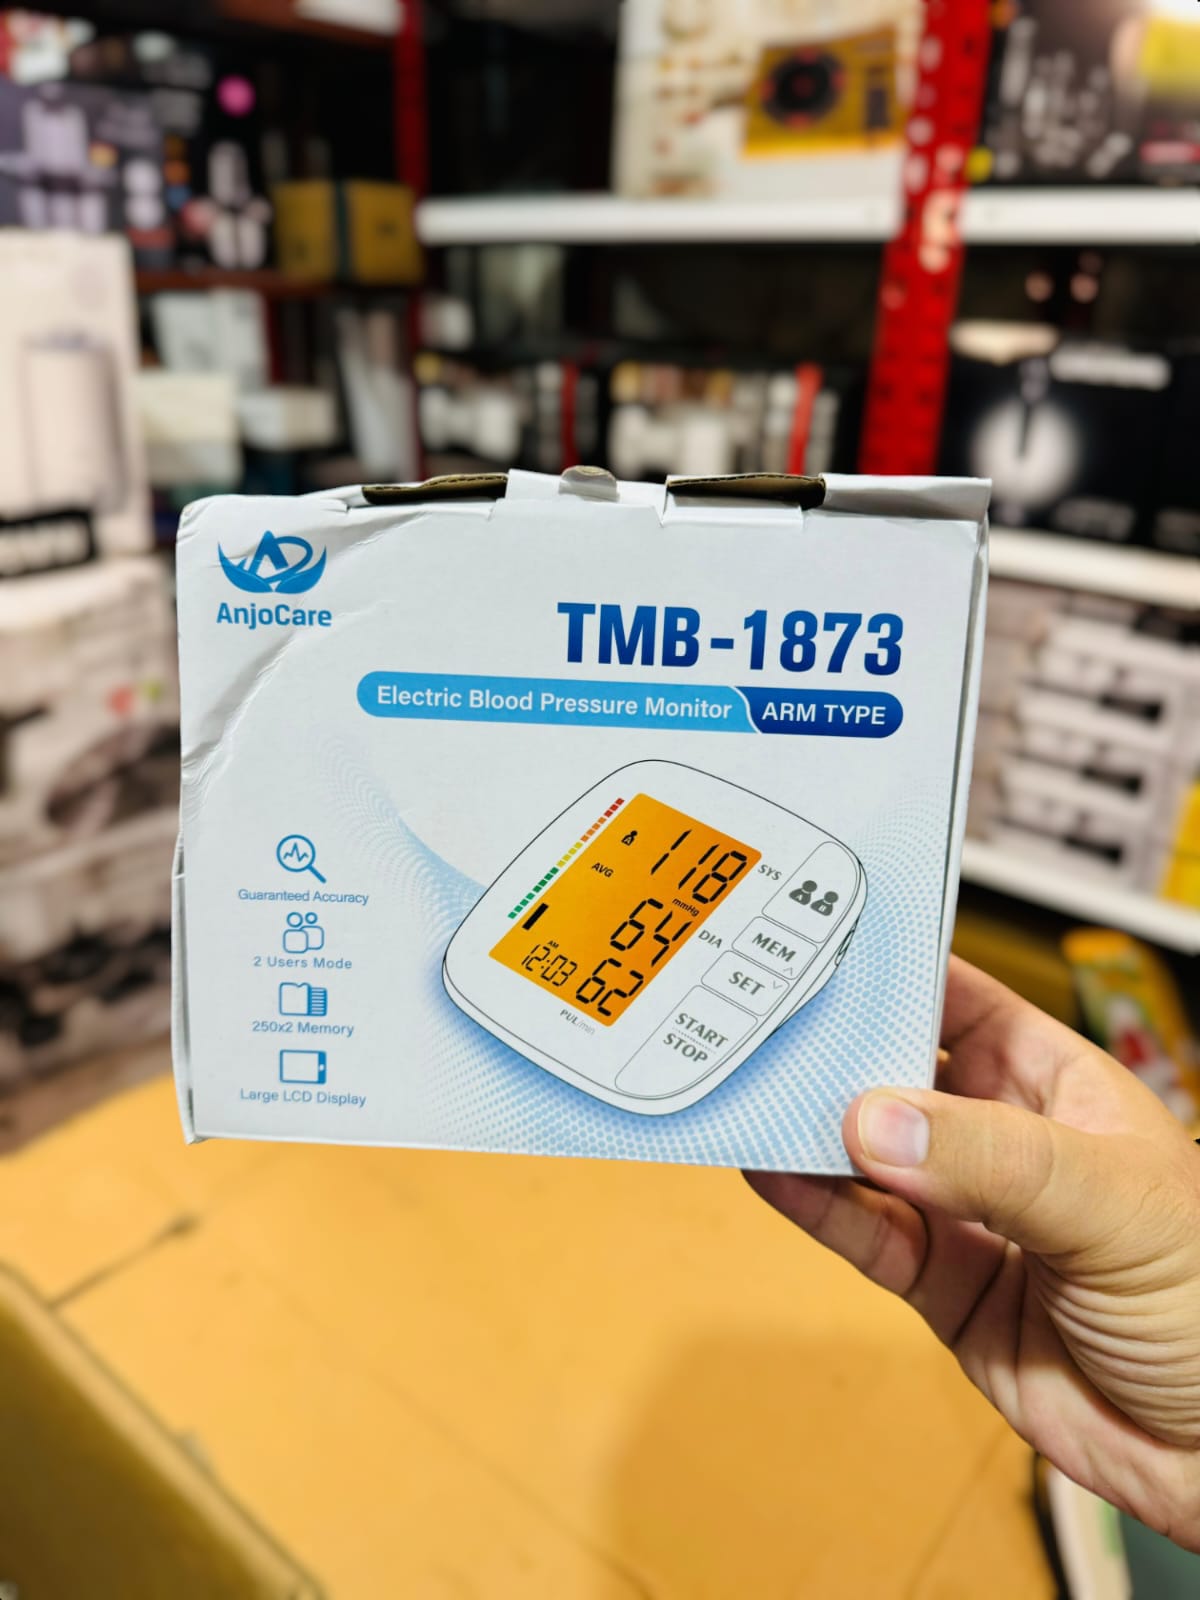 AnjoCare
TMB-1873
Electric Blood Pressure Monitor ARM TYPE
Guaranteed Accuracy
2 Users Mode
250x2 Memory
Large LCD Display
118 SYS
AVG
mmHg
64 DIA
AM
12:03 62
PUL/min
A B
MEM
SET
START
STOP